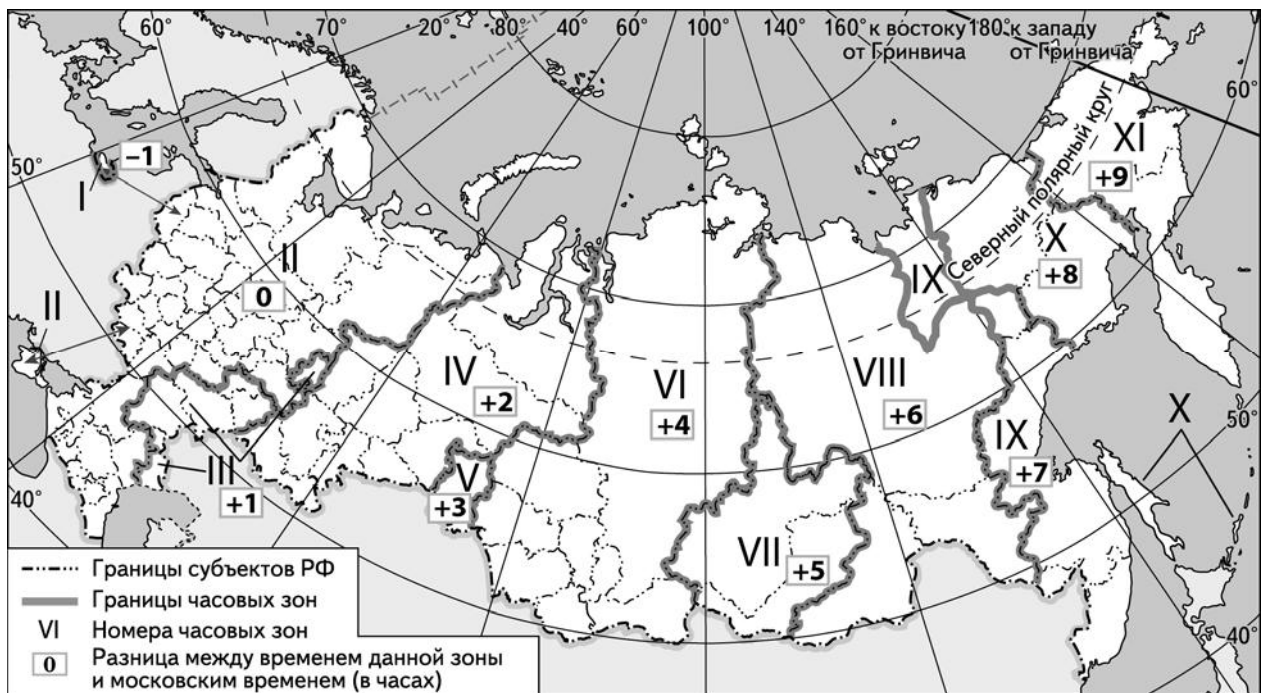 60° 70° 20° 40° 60° 100° 140° 160° к востоку 180° к западу
от Гринвича от Гринвича
60°
50°
–1
I
II
0
II
40°
III
+1
IV
+2
V
+3
VI
+4
VII
+5
VIII
+6
IX
IX
+7
X
+8
XI
+9
Северный полярный круг
X
50°
40°
Границы субъектов РФ
Границы часовых зон
VI Номера часовых зон
0 Разница между временем данной зоны
и московским временем (в часах)